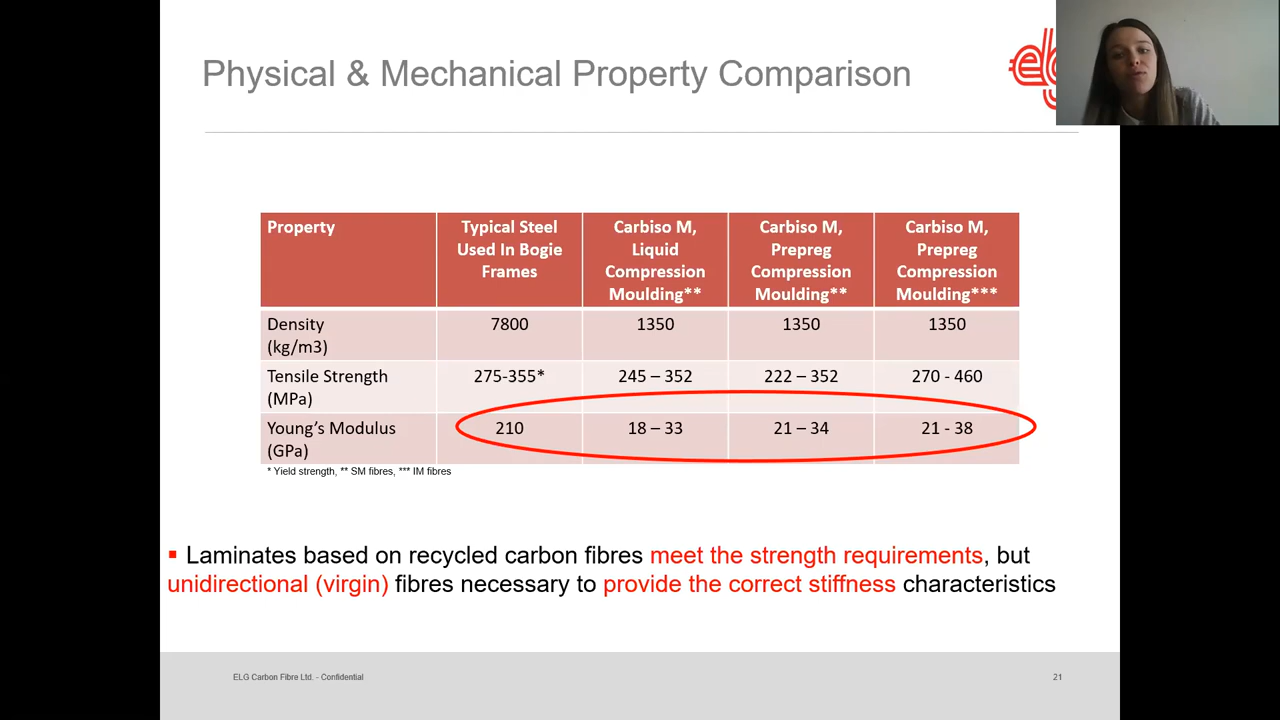 Physical & Mechanical Property Comparison
elg
Property
Typical Steel
Used In Bogie
Frames
Carbiso M,
Liquid
Compression
Moulding**
Carbiso M,
Prepreg
Compression
Moulding**
Carbiso M,
Prepreg
Compression
Moulding***
Density
(kg/m3)
7800
1350
1350
1350
Tensile Strength
(MPa)
275-355*
245 – 352
222 – 352
270 - 460
Young’s Modulus
(GPa)
210
18 – 33
21 – 34
21 - 38
* Yield strength, ** SM fibres, *** IM fibres
▪ Laminates based on recycled carbon fibres meet the strength requirements, but
unidirectional (virgin) fibres necessary to provide the correct stiffness characteristics
ELG Carbon Fibre Ltd. - Confidential
21